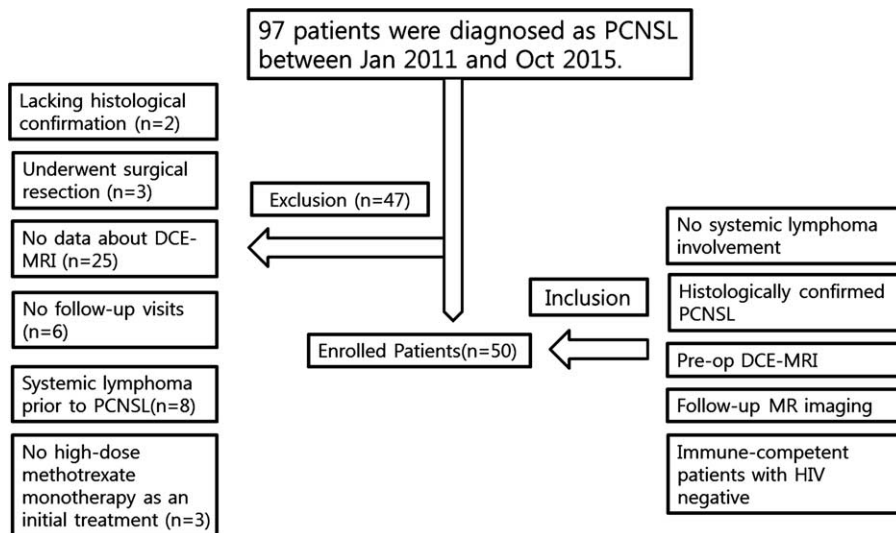 97 patients were diagnosed as PCNSL
between Jan 2011 and Oct 2015.
Lacking histological
confirmation (n=2)
Underwent surgical
resection (n=3)
No data about DCE-
MRI (n=25)
No follow-up visits
(n=6)
Systemic lymphoma
prior to PCNSL(n=8)
No high-dose
methotrexate
monotherapy as an
initial treatment (n=3)
Exclusion (n=47)
Enrolled Patients(n=50)
Inclusion
No systemic lymphoma
involvement
Histologically confirmed
PCNSL
Pre-op DCE-MRI
Follow-up MR imaging
Immune-competent
patients with HIV
negative